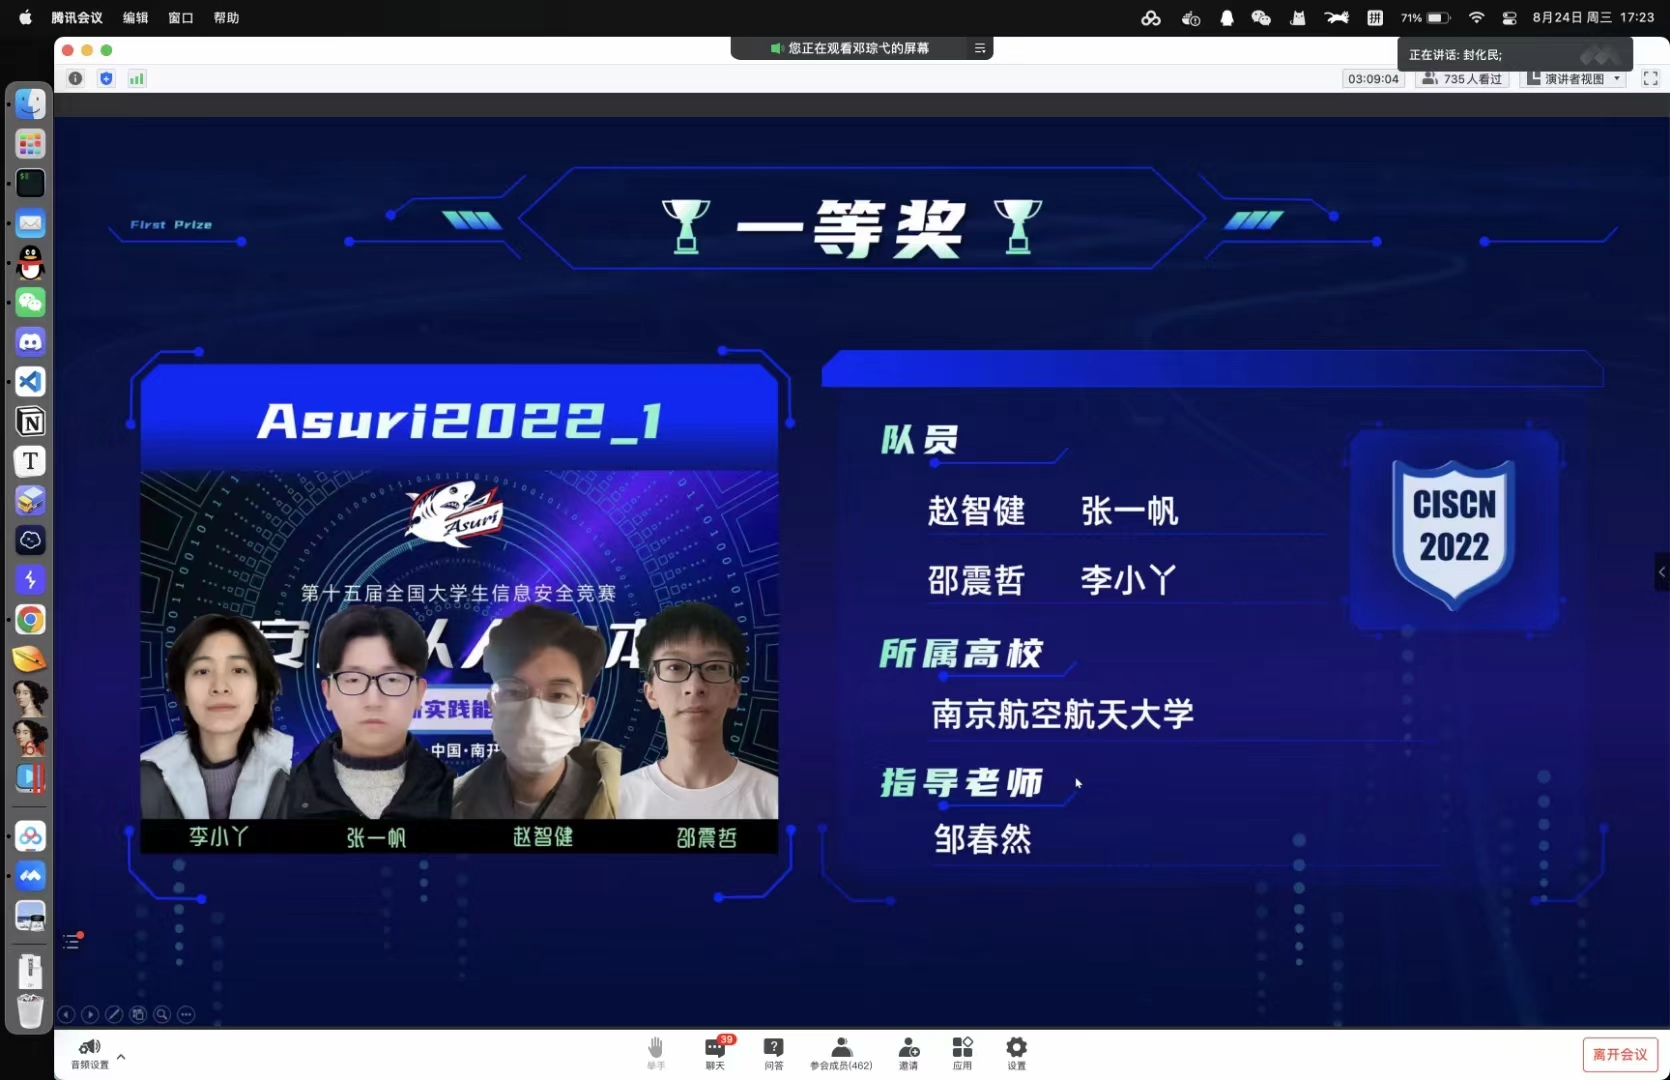 腾讯会议 编辑 窗口 帮助
拼 71% 8月24日 周三 17:23
您正在观看邓琮弋的屏幕
正在讲话: 封化民;
03:09:04 735人看过 演讲者视图
First Prize
一等奖
Asuri2022_1
Asuri
第十五届全国大学生信息安全竞赛
实践能
中国·南开
李小丫 张一帆 赵智健 邵震哲
队员
赵智健 张一帆
邵震哲 李小丫
CISCN
2022
所属高校
南京航空航天大学
指导老师
邹春然
音频设置
举手
39
聊天
问答
参会成员(462)
邀请
应用
设置
离开会议